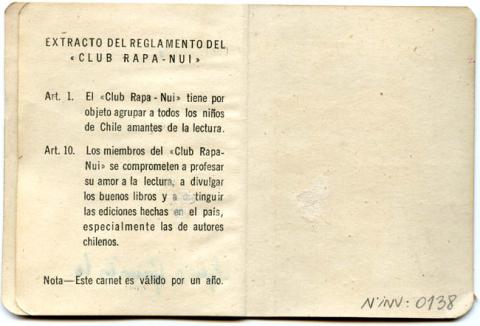 EXTRACTO DEL REGLAMENTO DEL
«CLUB RAPA-NUI»
Art. 1. El «Club Rapa-Nui» tiene por
objeto agrupar a todos los niños
de Chile amantes de la lectura.
Art. 10. Los miembros del «Club Rapa-
Nui» se comprometen a profesar
su amor a la lectura, a divulgar
los buenos libros y a distinguir
las ediciones hechas en el país,
especialmente las de autores
chilenos.
Nota—Este carnet es válido por un año.
NºINV: 0138